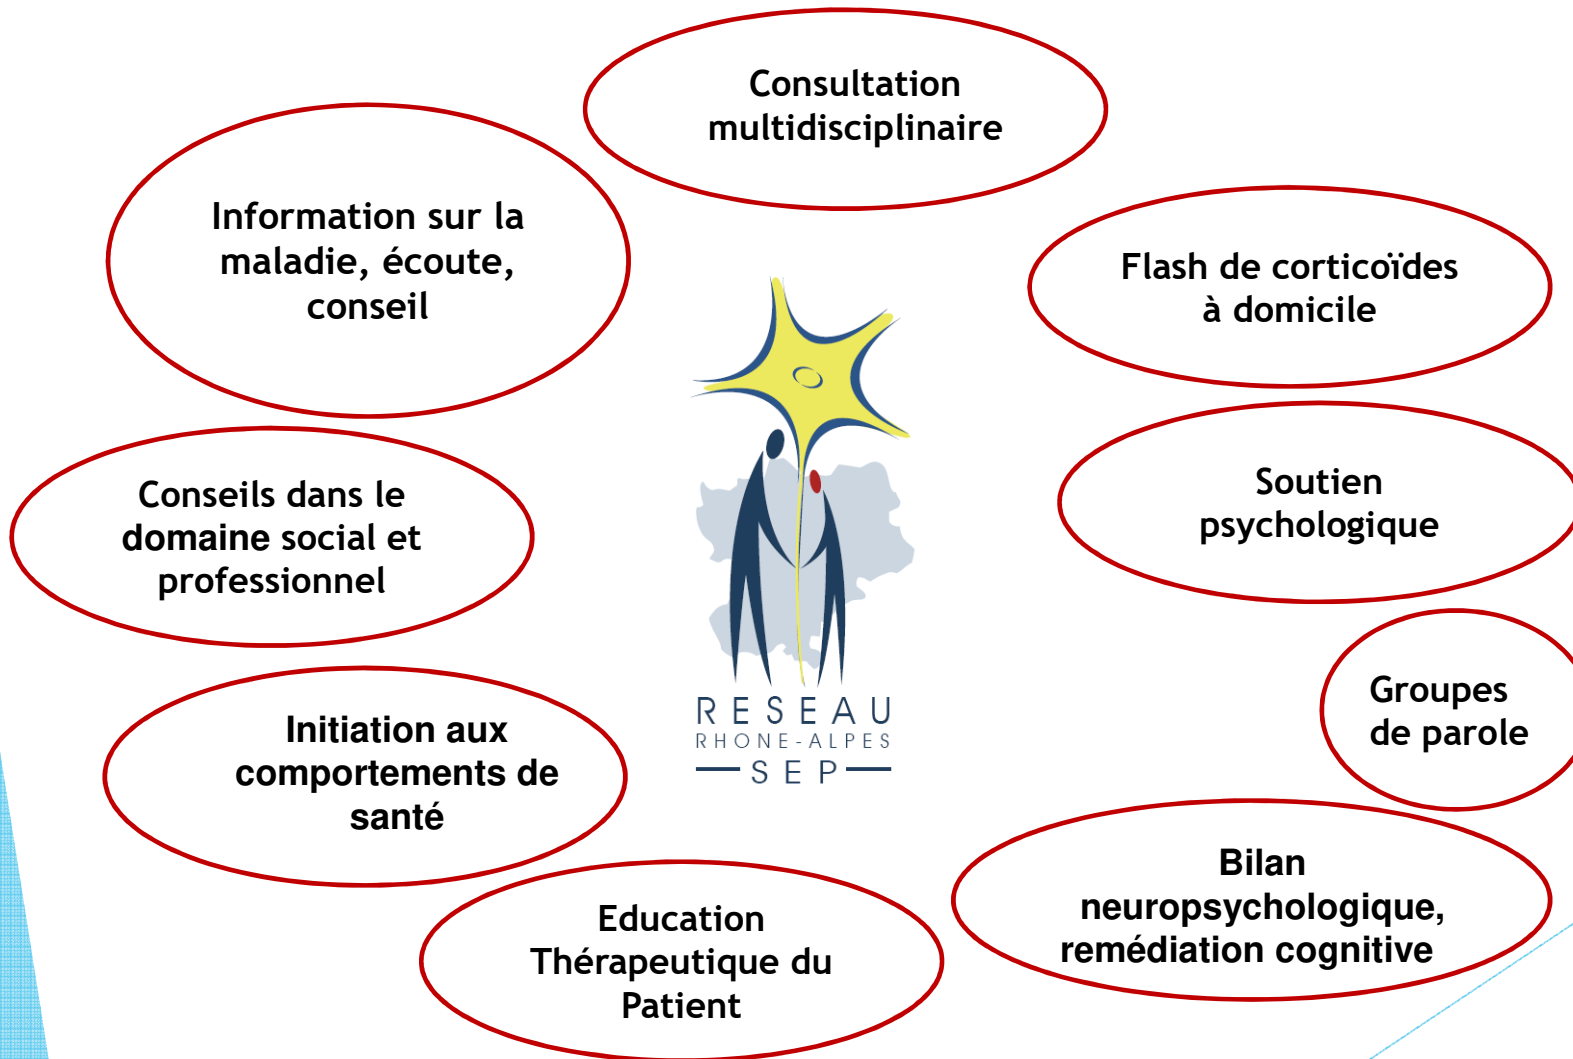 Consultation
multidisciplinaire
Information sur la
maladie, écoute,
conseil
Flash de corticoïdes
à domicile
Conseils dans le
domaine social et
professionnel
Soutien
psychologique
Initiation aux
comportements de
santé
RESEAU
RHONE-ALPES
SEP
Groupes
de parole
Education
Thérapeutique du
Patient
Bilan
neuropsychologique,
remédiation cognitive